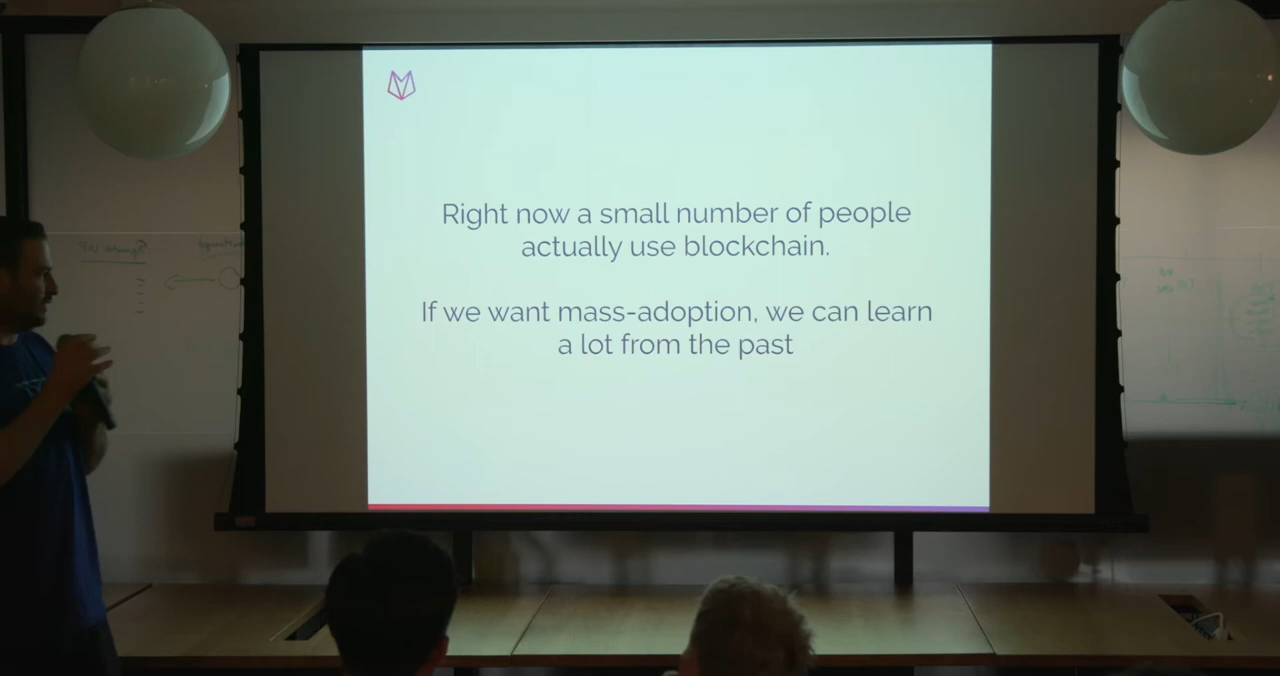 Right now a small number of people
actually use blockchain.
If we want mass-adoption, we can learn
a lot from the past